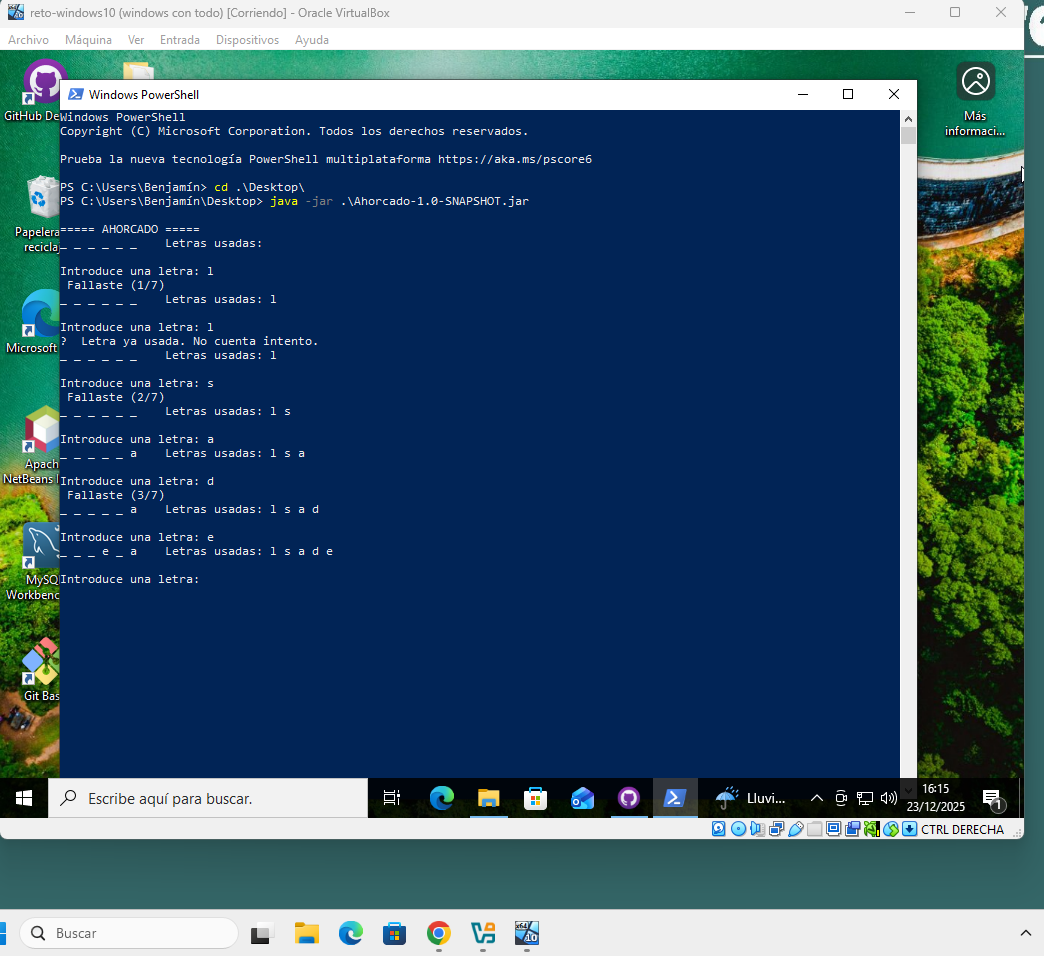 reto-windows10 (windows con todo) [Corriendo] - Oracle VirtualBox
Archivo Máquina Ver Entrada Dispositivos Ayuda
GitHub De
Más
informaci...
Papelera
recicla
Microsoft
Apach
NetBeans I
MySQ
Workbenc
Git Bas
Windows PowerShell
Windows PowerShell
Copyright (C) Microsoft Corporation. Todos los derechos reservados.
Prueba la nueva tecnología PowerShell multiplataforma https://aka.ms/pscore6
PS C:\Users\Benjamín> cd .\Desktop\
PS C:\Users\Benjamín\Desktop> java -jar .\Ahorcado-1.0-SNAPSHOT.jar
===== AHORCADO =====
_ _ _ _ _ _    Letras usadas:
Introduce una letra: l
Fallaste (1/7)
_ _ _ _ _ _    Letras usadas: l
Introduce una letra: l
?  Letra ya usada. No cuenta intento.
_ _ _ _ _ _    Letras usadas: l
Introduce una letra: s
Fallaste (2/7)
_ _ _ _ _ _    Letras usadas: l s
Introduce una letra: a
_ _ _ _ _ a    Letras usadas: l s a
Introduce una letra: d
Fallaste (3/7)
_ _ _ _ _ a    Letras usadas: l s a d
Introduce una letra: e
_ _ _ e _ a    Letras usadas: l s a d e
Introduce una letra:
Escribe aquí para buscar.
Lluvi...
16:15
23/12/2025
1
CTRL DERECHA
Buscar
x64
10